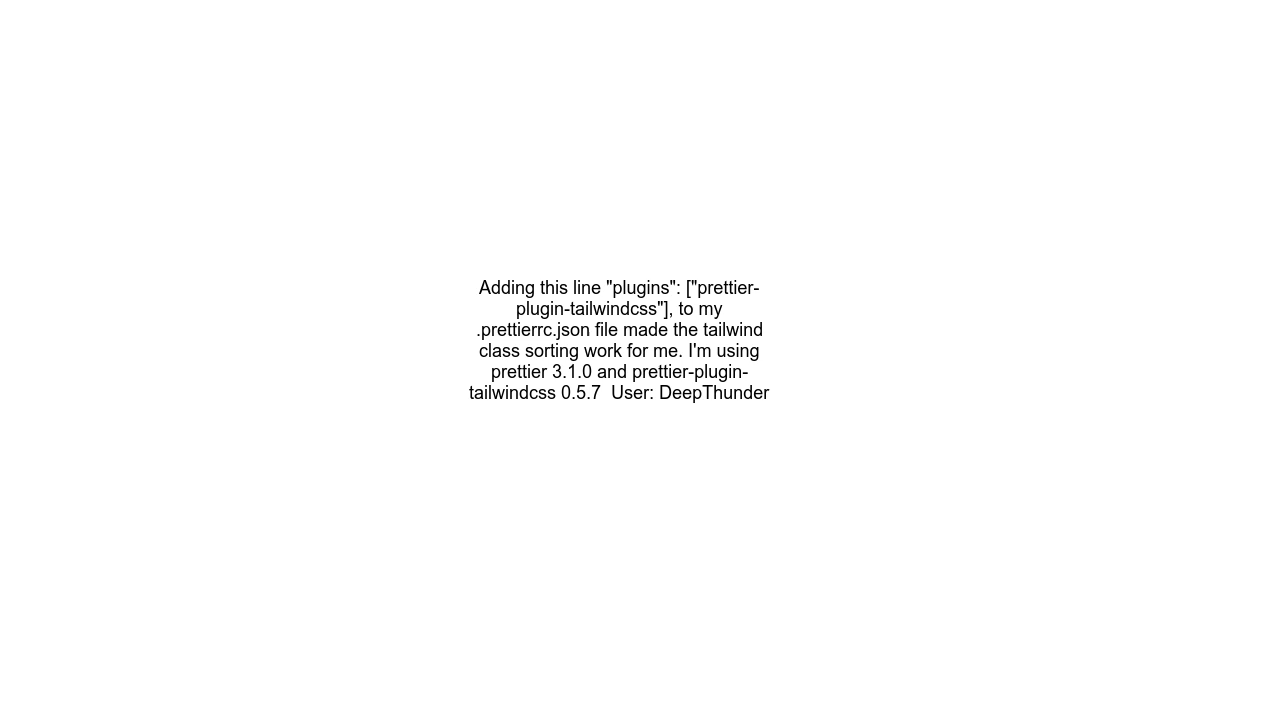 Adding this line "plugins": ["prettier-
plugin-tailwindcss"], to my
.prettierrc.json file made the tailwind
class sorting work for me. I'm using
prettier 3.1.0 and prettier-plugin-
tailwindcss 0.5.7  User: DeepThunder